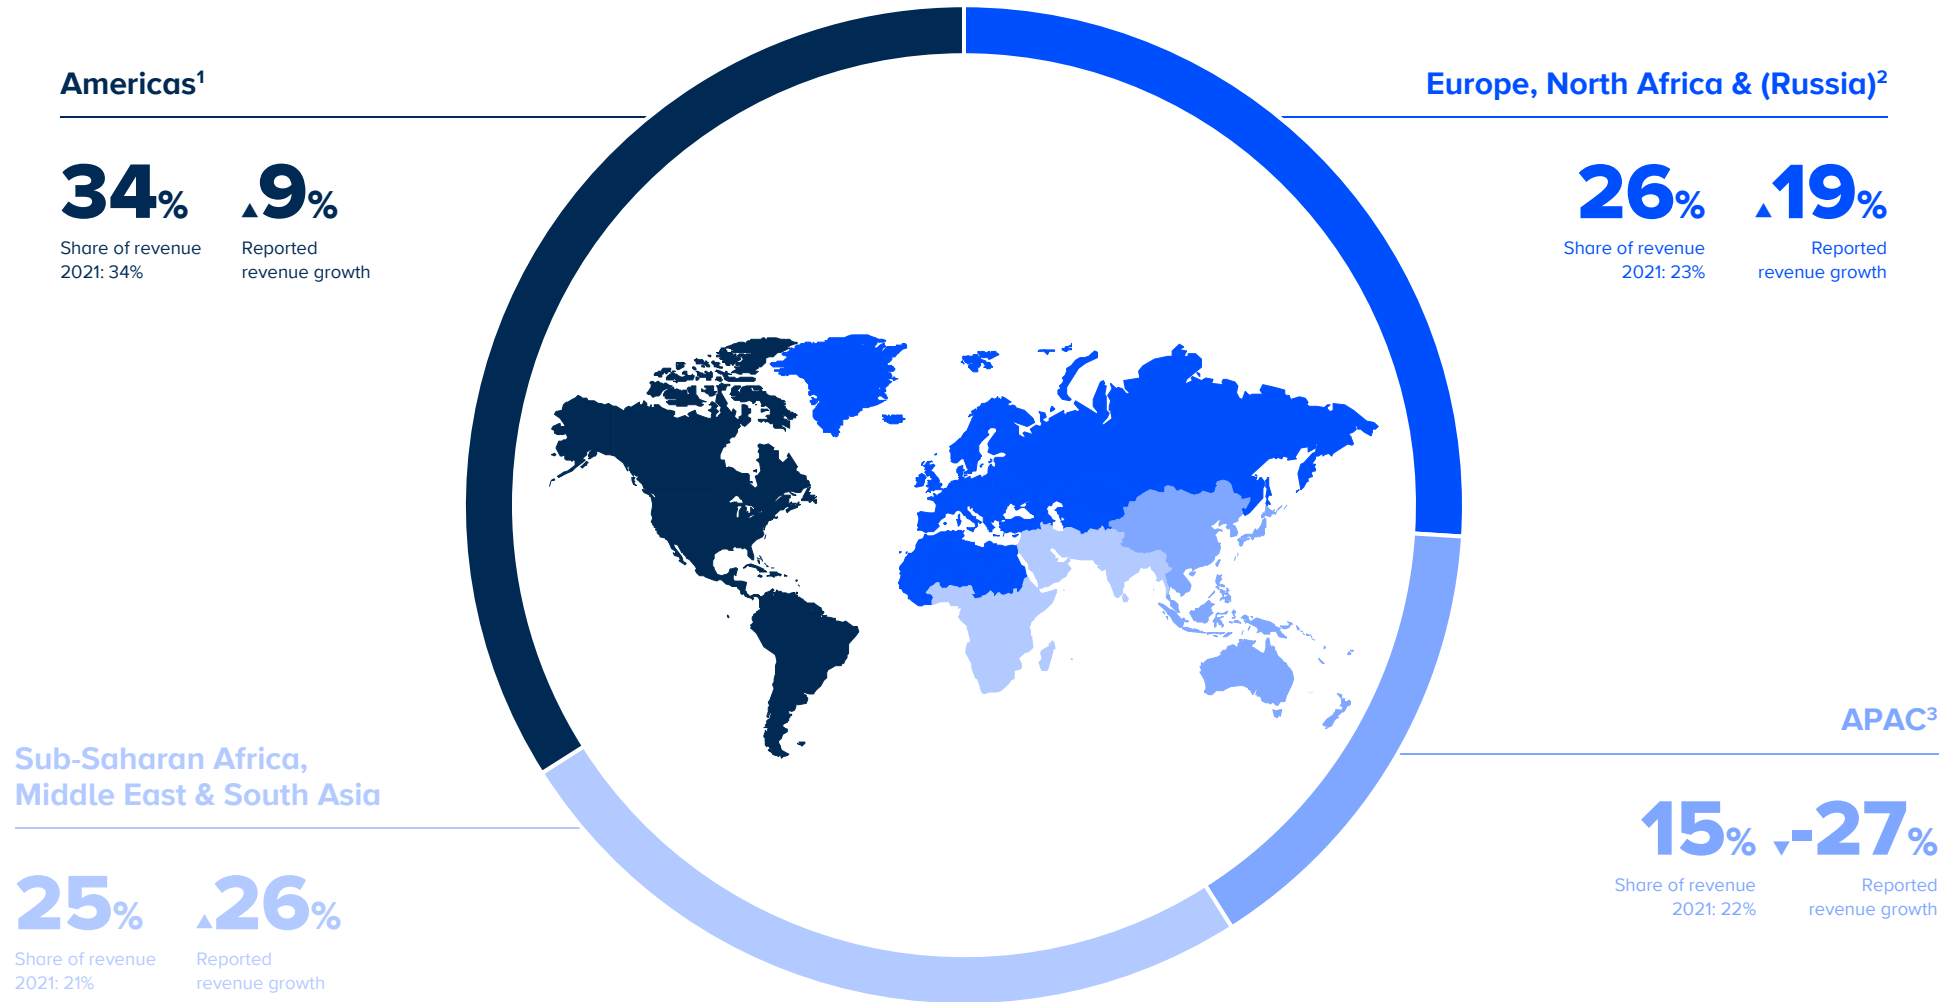 Americas¹
34% ▲9%
Share of revenue Reported
2021: 34% revenue growth
Europe, North Africa & (Russia)²
26% ▲19%
Share of revenue Reported
2021: 23% revenue growth
Sub-Saharan Africa,
Middle East & South Asia
25% ▲26%
Share of revenue Reported
2021: 21% revenue growth
APAC³
15% ▼-27%
Share of revenue Reported
2021: 22% revenue growth